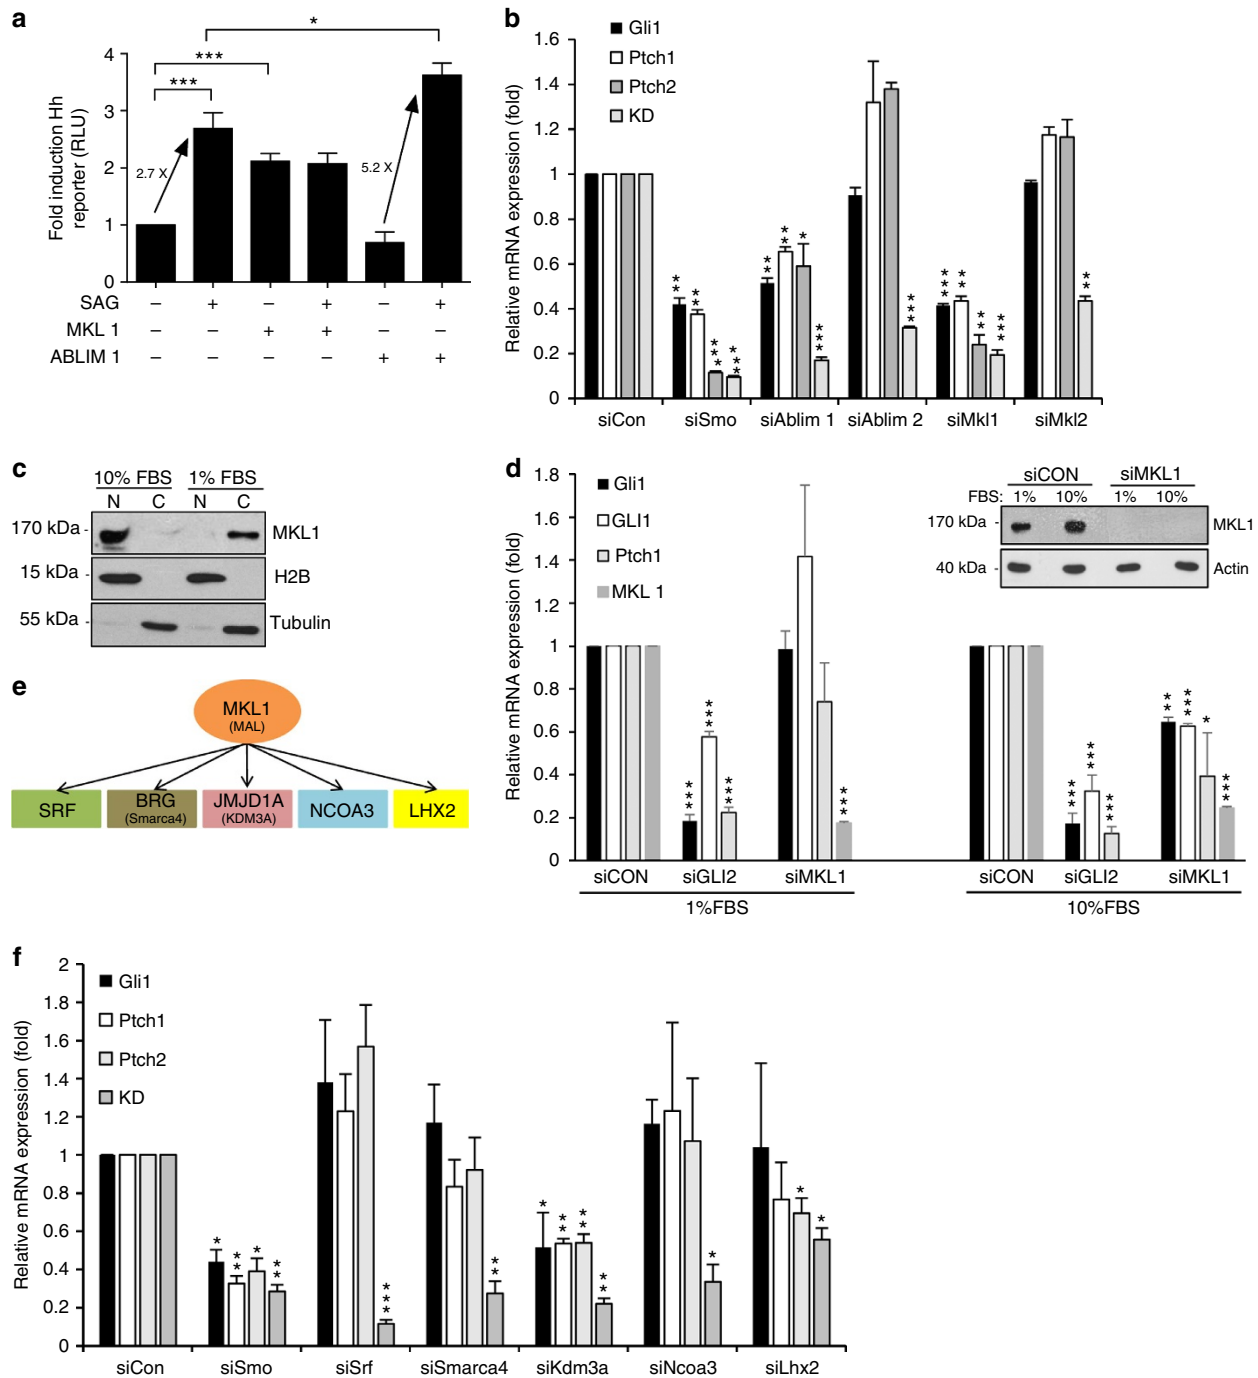 a
*
***
***
4
3
2
1
0
Fold induction Hh
reporter (RLU)
2.7 X
5.2 X
SAG – + – + – +
MKL 1 – – + + – –
ABLIM 1 – – – – + +
b
Gli1
Ptch1
Ptch2
KD
1.6
1.4
1.2
1
0.8
0.6
0.4
0.2
0
Relative mRNA expression (fold)
** ** *** ***
** ** * ***
***
*** ** ** ***
**
siCon siSmo siAblim 1 siAblim 2 siMkl1 siMkl2
c
10% FBS 1% FBS
N C N C
170 kDa - MKL1
15 kDa - H2B
55 kDa - Tubulin
d
Gli1
GLI1
Ptch1
MKL 1
1.8
1.6
1.4
1.2
1
0.8
0.6
0.4
0.2
0
Relative mRNA expression (fold)
*** *** ***
***
*** *** ***
** *** * ***
siCON siGLI2 siMKL1 siCON siGLI2 siMKL1
1%FBS 10%FBS
siCON siMKL1
FBS: 1% 10% 1% 10%
170 kDa - MKL1
40 kDa - Actin
e
MKL1
(MAL)
SRF
BRG
(Smarca4)
JMJD1A
(KDM3A)
NCOA3
LHX2
f
Gli1
Ptch1
Ptch2
KD
2
1.8
1.6
1.4
1.2
1
0.8
0.6
0.4
0.2
0
Relative mRNA expression (fold)
* ** * **
***
**
* ** ** **
*
* *
siCon siSmo siSrf siSmarca4 siKdm3a siNcoa3 siLhx2